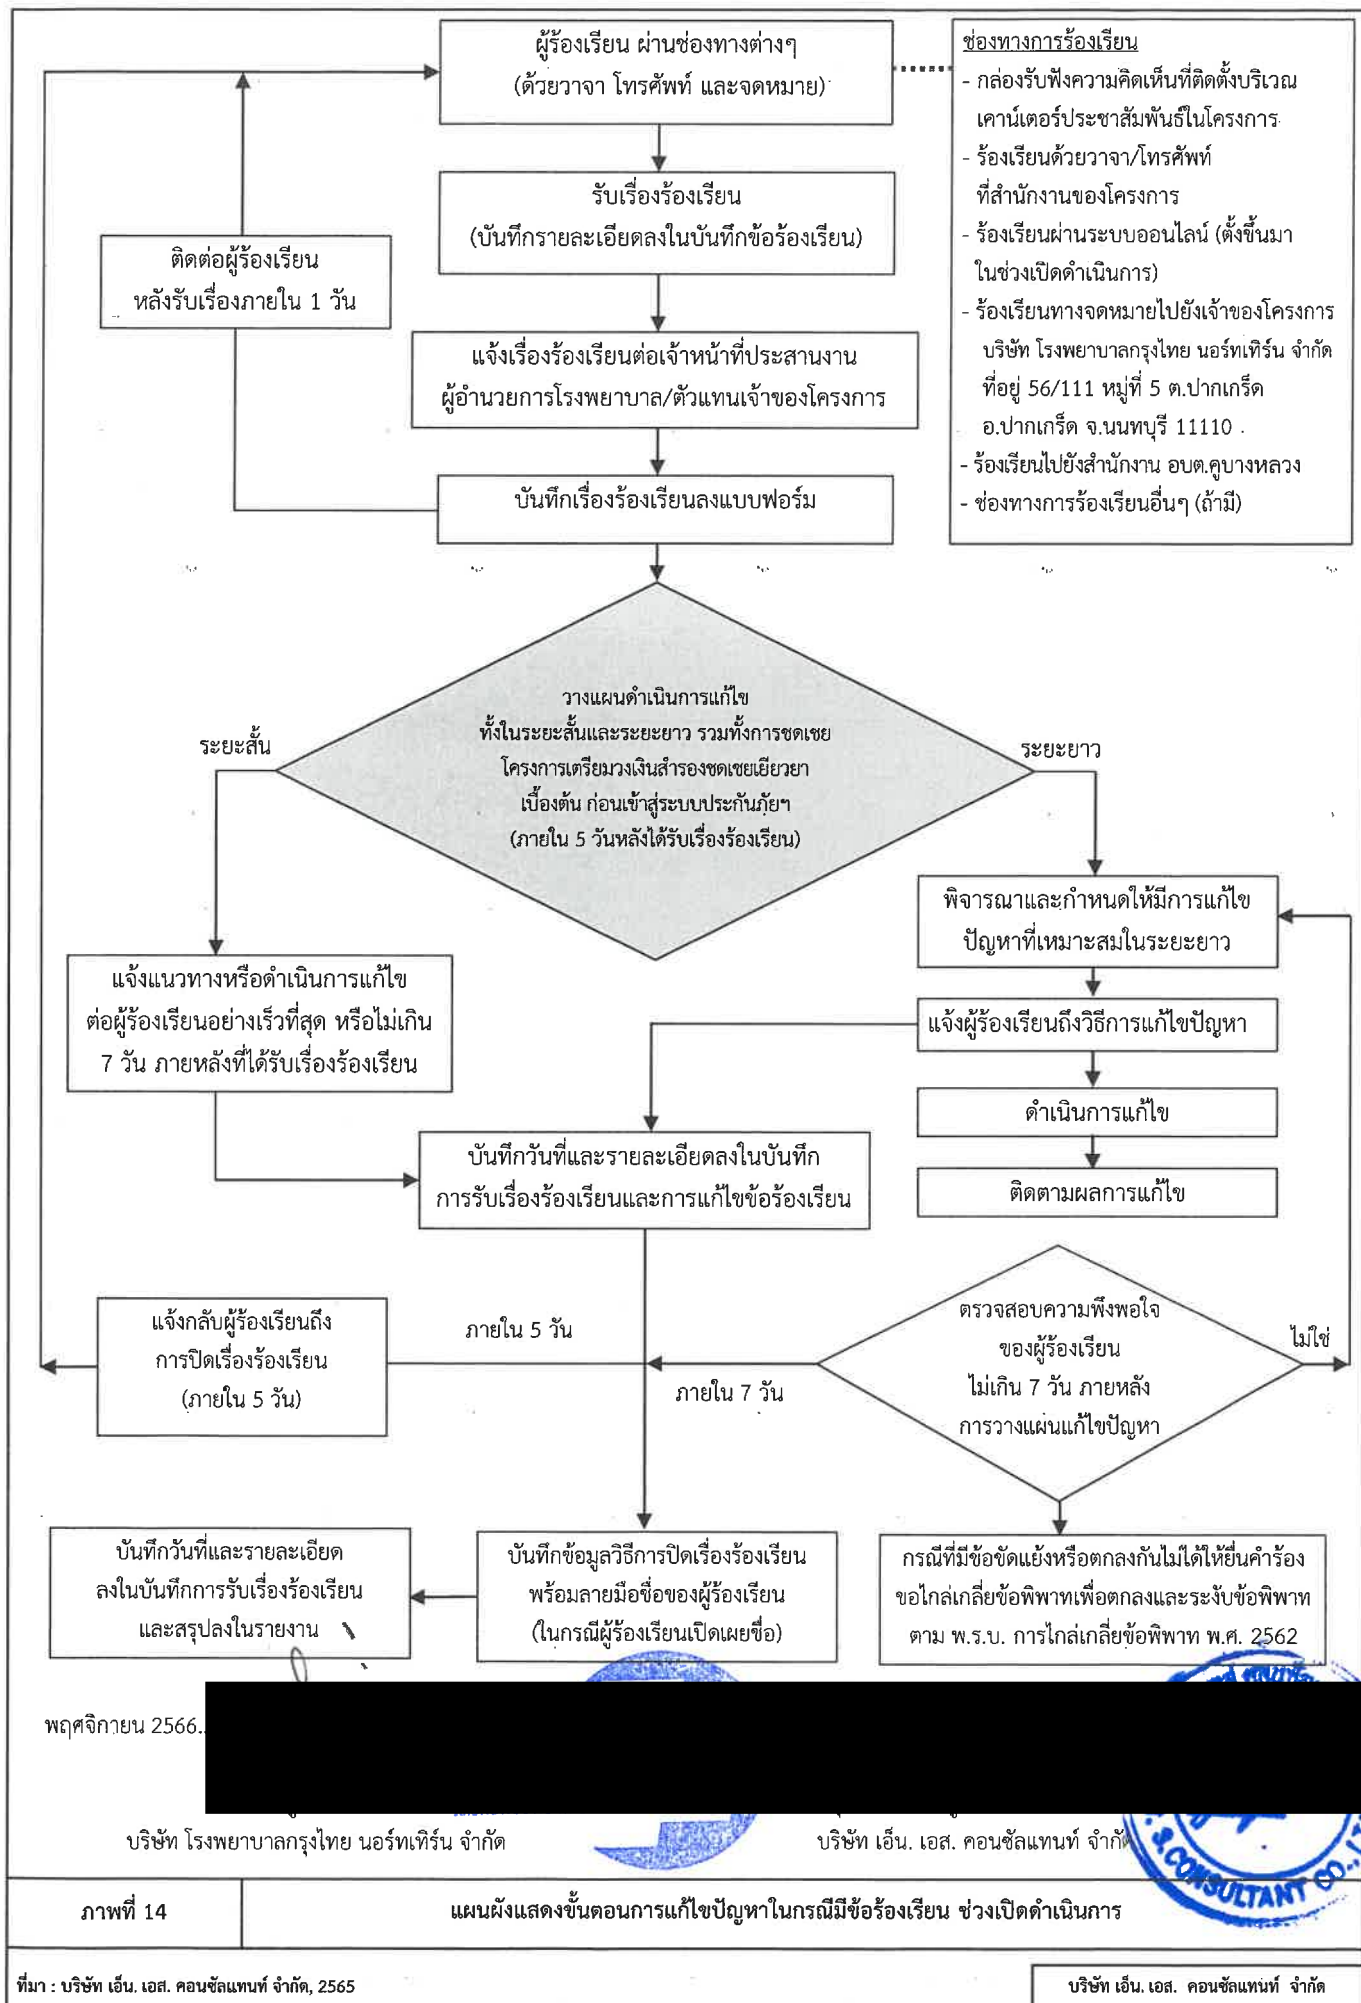 ผู้ร้องเรียน ผ่านช่องทางต่างๆ
(ด้วยวาจา โทรศัพท์ และจดหมาย)
ช่องทางการร้องเรียน
- กล่องรับฟังความคิดเห็นที่ติดตั้งบริเวณ
เคาน์เตอร์ประชาสัมพันธ์ในโครงการ
- ร้องเรียนด้วยวาจา/โทรศัพท์
ที่สำนักงานของโครงการ
- ร้องเรียนผ่านระบบออนไลน์ (ตั้งขึ้นมา
ในช่วงเปิดดำเนินการ)
- ร้องเรียนทางจดหมายไปยังเจ้าของโครงการ
บริษัท โรงพยาบาลกรุงไทย นอร์ทเทิร์น จำกัด
ที่อยู่ 56/111 หมู่ที่ 5 ต.ปากเกร็ด
อ.ปากเกร็ด จ.นนทบุรี 11110
- ร้องเรียนไปยังสำนักงาน อบต.คูบางหลวง
- ช่องทางการร้องเรียนอื่นๆ (ถ้ามี)
รับเรื่องร้องเรียน
(บันทึกรายละเอียดลงในบันทึกข้อร้องเรียน)
ติดต่อผู้ร้องเรียน
หลังรับเรื่องภายใน 1 วัน
แจ้งเรื่องร้องเรียนต่อเจ้าหน้าที่ประสานงาน
ผู้อำนวยการโรงพยาบาล/ตัวแทนเจ้าของโครงการ
บันทึกเรื่องร้องเรียนลงแบบฟอร์ม
วางแผนดำเนินการแก้ไข
ทั้งในระยะสั้นและระยะยาว รวมทั้งการชดเชย
โครงการเตรียมวงเงินสำรองชดเชยเยียวยา
เบื้องต้น ก่อนเข้าสู่ระบบประกันภัยฯ
(ภายใน 5 วันหลังได้รับเรื่องร้องเรียน)
ระยะสั้น
ระยะยาว
พิจารณาและกำหนดให้มีการแก้ไข
ปัญหาที่เหมาะสมในระยะยาว
แจ้งแนวทางหรือดำเนินการแก้ไข
ต่อผู้ร้องเรียนอย่างเร็วที่สุด หรือไม่เกิน
7 วัน ภายหลังที่ได้รับเรื่องร้องเรียน
แจ้งผู้ร้องเรียนถึงวิธีการแก้ไขปัญหา
ดำเนินการแก้ไข
ติดตามผลการแก้ไข
บันทึกวันที่และรายละเอียดลงในบันทึก
การรับเรื่องร้องเรียนและการแก้ไขข้อร้องเรียน
แจ้งกลับผู้ร้องเรียนถึง
การปิดเรื่องร้องเรียน
(ภายใน 5 วัน)
ภายใน 5 วัน
ภายใน 7 วัน
ตรวจสอบความพึงพอใจ
ของผู้ร้องเรียน
ไม่เกิน 7 วัน ภายหลัง
การวางแผ่นแก้ไขปัญหา
ไม่ใช่
บันทึกวันที่และรายละเอียด
ลงในบันทึกการรับเรื่องร้องเรียน
และสรุปลงในรายงาน
บันทึกข้อมูลวิธีการปิดเรื่องร้องเรียน
พร้อมลายมือชื่อของผู้ร้องเรียน
(ในกรณีผู้ร้องเรียนเปิดเผยชื่อ)
กรณีที่มีข้อขัดแย้งหรือตกลงกันไม่ได้ให้ยื่นคำร้อง
ขอไกล่เกลี่ยข้อพิพาทเพื่อตกลงและระงับข้อพิพาท
ตาม พ.ร.บ. การไกล่เกลี่ยข้อพิพาท พ.ศ. 2562
พฤศจิกายน 2566..
บริษัท โรงพยาบาลกรุงไทย นอร์ทเทิร์น จำกัด
บริษัท เอ็น. เอส. คอนซัลแทนท์ จำกัด
S.CONSULTANT CO.,
ภาพที่ 14
แผนผังแสดงขั้นตอนการแก้ไขปัญหาในกรณีมีข้อร้องเรียน ช่วงเปิดดำเนินการ
ที่มา : บริษัท เอ็น. เอส. คอนซัลแทนท์ จำกัด, 2565
บริษัท เอ็น. เอส. คอนซัลแทนท์ จำกัด